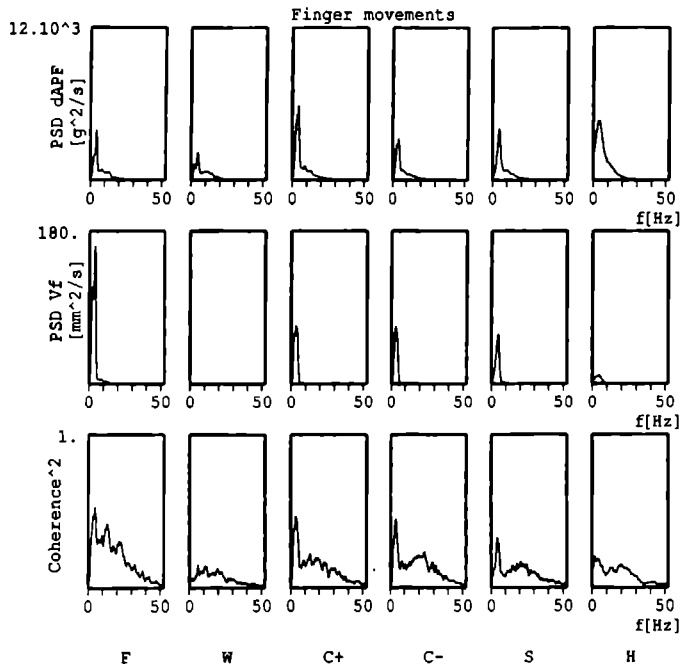 Finger movements
12.10^3
PSD dAPF
[g^2/s]
0 50 0 50 0 50 0 50 0 50 0 50
f[Hz]
180.
PSD Vf
[mm^2/s]
0 50 0 50 0 50 0 50 0 50 0 50
f[Hz]
1.
Coherence^2
0 50 0 50 0 50 0 50 0 50 0 50
f[Hz]
F W C+ C- S H